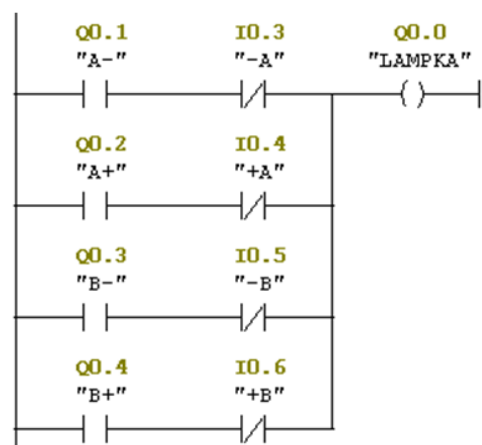 Q0.1 I0.3 Q0.0
"A-" "-A" "LAMPKA"
Q0.2 I0.4
"A+" "+A"
Q0.3 I0.5
"B-" "-B"
Q0.4 I0.6
"B+" "+B"